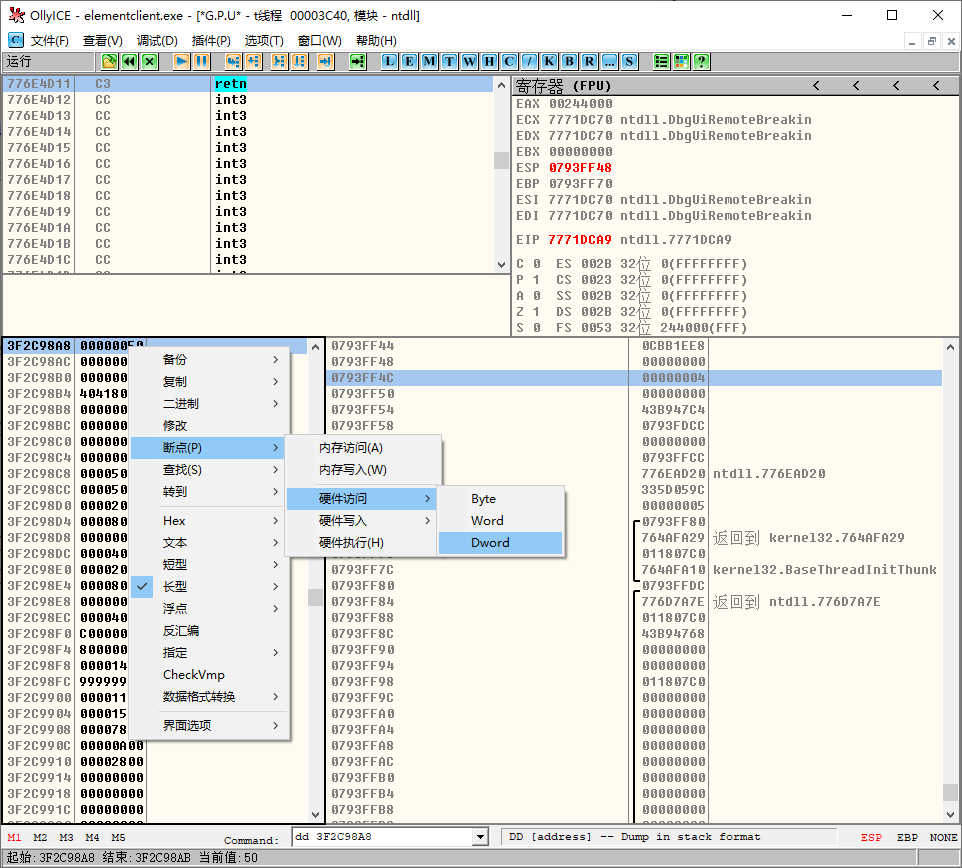 OllyICE - elementclient.exe - [*G.P.U* - t线程  00003C40, 模块 - ntdll]
C 文件(F) 查看(V) 调试(D) 插件(P) 选项(T) 窗口(W) 帮助(H)
运行 L E M T W H C / K B R ... S ?
776E4D11 C3 retn
776E4D12 CC int3
776E4D13 CC int3
776E4D14 CC int3
776E4D15 CC int3
776E4D16 CC int3
776E4D17 CC int3
776E4D18 CC int3
776E4D19 CC int3
776E4D1A CC int3
776E4D1B CC int3
776E4D1C CC int3
寄存器 (FPU) < < < <
EAX 00244000
ECX 7771DC70 ntdll.DbgUiRemoteBreakin
EDX 7771DC70 ntdll.DbgUiRemoteBreakin
EBX 00000000
ESP 0793FF48
EBP 0793FF70
ESI 7771DC70 ntdll.DbgUiRemoteBreakin
EDI 7771DC70 ntdll.DbgUiRemoteBreakin
EIP 7771DCA9 ntdll.7771DCA9
C 0 ES 002B 32位 0(FFFFFFFF)
P 1 CS 0023 32位 0(FFFFFFFF)
A 0 SS 002B 32位 0(FFFFFFFF)
Z 1 DS 002B 32位 0(FFFFFFFF)
S 0 FS 0053 32位 244000(FFF)
3F2C98A8 00000050
3F2C98AC 000000
3F2C98B0 000000
3F2C98B4 404180
3F2C98B8 000000
3F2C98BC 000000
3F2C98C0 000000
3F2C98C4 000000
3F2C98C8 000050
3F2C98CC 000050
3F2C98D0 000020
3F2C98D4 000080
3F2C98D8 000000
3F2C98DC 000040
3F2C98E0 000020
3F2C98E4 000080
3F2C98E8 000000
3F2C98EC 000040
3F2C98F0 C00000
3F2C98F4 800000
3F2C98F8 000014
3F2C98FC 999999
3F2C9900 000011
3F2C9904 000015
3F2C9908 000078
3F2C990C 00000A00
3F2C9910 00002800
3F2C9914 00000000
3F2C9918 00000000
3F2C991C 00000000
备份
复制
二进制
修改
断点(P)
查找(S)
转到
Hex
文本
短型
长型
浮点
反汇编
指定
CheckVmp
数据格式转换
界面选项
内存访问(A)
内存写入(W)
硬件访问
硬件写入
硬件执行(H)
Byte
Word
Dword
0793FF44 0CBB1EE8
0793FF48 00000000
0793FF4C 00000004
0793FF50 00000000
0793FF54 43B947C4
0793FF58 0793FDCC
00000000
0793FFCC
776EAD20 ntdll.776EAD20
335D059C
00000005
0793FF80
764AFA29 返回到 kernel32.764AFA29
011807C0
0793FF7C 764AFA10 kernel32.BaseThreadInitThunk
0793FF80 0793FFDC
0793FF84 776D7A7E 返回到 ntdll.776D7A7E
0793FF88 011807C0
0793FF8C 43B94768
0793FF90 00000000
0793FF94 00000000
0793FF98 011807C0
0793FF9C 00000000
0793FFA0 00000000
0793FFA4 00000000
0793FFA8 00000000
0793FFAC 00000000
0793FFB0 00000000
0793FFB4 00000000
0793FFB8 00000000
M1 M2 M3 M4 M5 Command: dd 3F2C98A8 DD [address] -- Dump in stack format ESP EBP NONE
起始: 3F2C98A8 结束: 3F2C98AB 当前值: 50